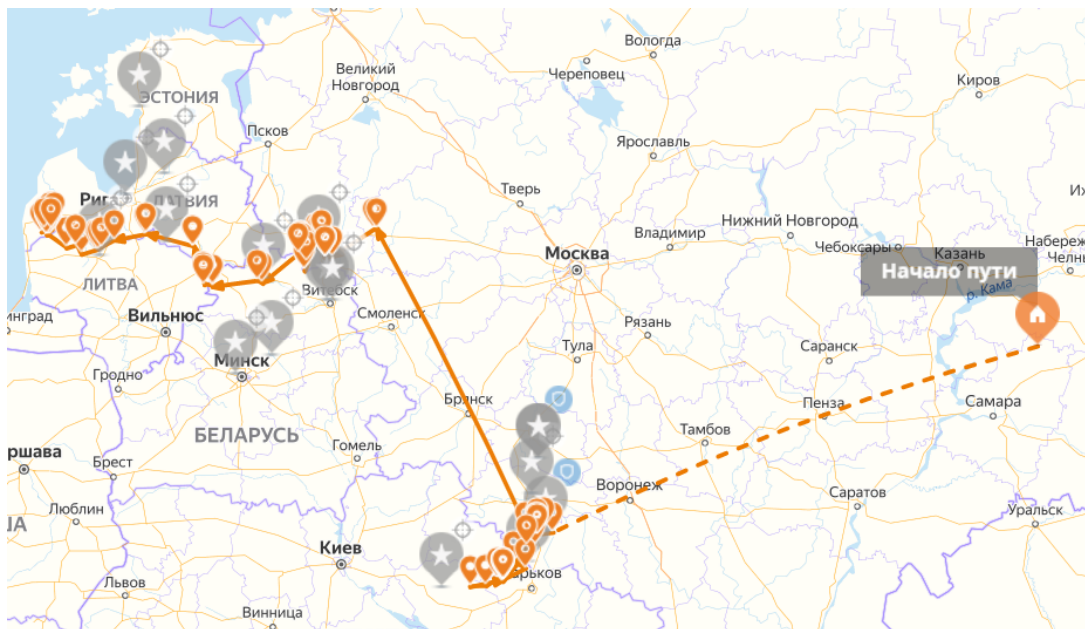 Вологда
Череповец
Великий
Новгород
Киров
ЭСТОНИЯ
Псков
Ярославль
Тверь
Рига
ЛАТВИЯ
Нижний Новгород
Владимир
Чебоксары
Казань
Набереж
Челны
Иж
Москва
Начало пути
р. Кама
ЛИТВА
Витебск
Смоленск
Рязань
Вильнюс
Тула
Саранск
Минск
Гродно
Брянск
Пенза
Самара
БЕЛАРУСЬ
Тамбов
Гомель
ршава
Брест
Воронеж
Саратов
Люблин
Уральск
Киев
Львов
Винница